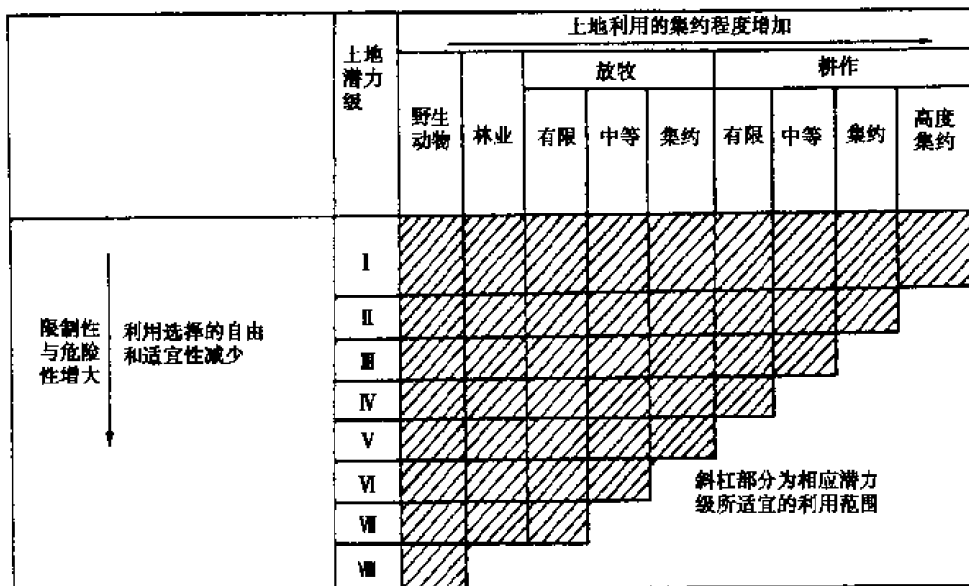 土地利用的集约程度增加
土地
潜力
级
放牧
耕作
野生
动物
林业
有限
中等
集约
有限
中等
集约
高度
集约
限制性
与危险
性增大
利用选择的自由
和适宜性减少
Ⅰ
Ⅱ
Ⅲ
Ⅳ
Ⅴ
Ⅵ
Ⅶ
Ⅷ
斜杠部分为相应潜力
级所适宜的利用范围